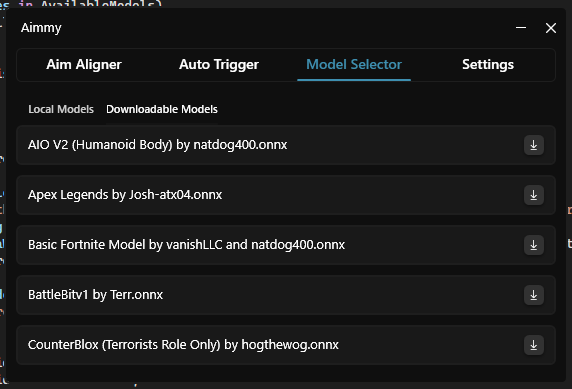 in AvailableModels)
Aimmy
Aim Aligner Auto Trigger Model Selector Settings
Local Models Downloadable Models
AIO V2 (Humanoid Body) by natdog400.onnx
Apex Legends by Josh-atx04.onnx
Basic Fortnite Model by vanishLLC and natdog400.onnx
BattleBitv1 by Terr.onnx
CounterBlox (Terrorists Role Only) by hogthewog.onnx